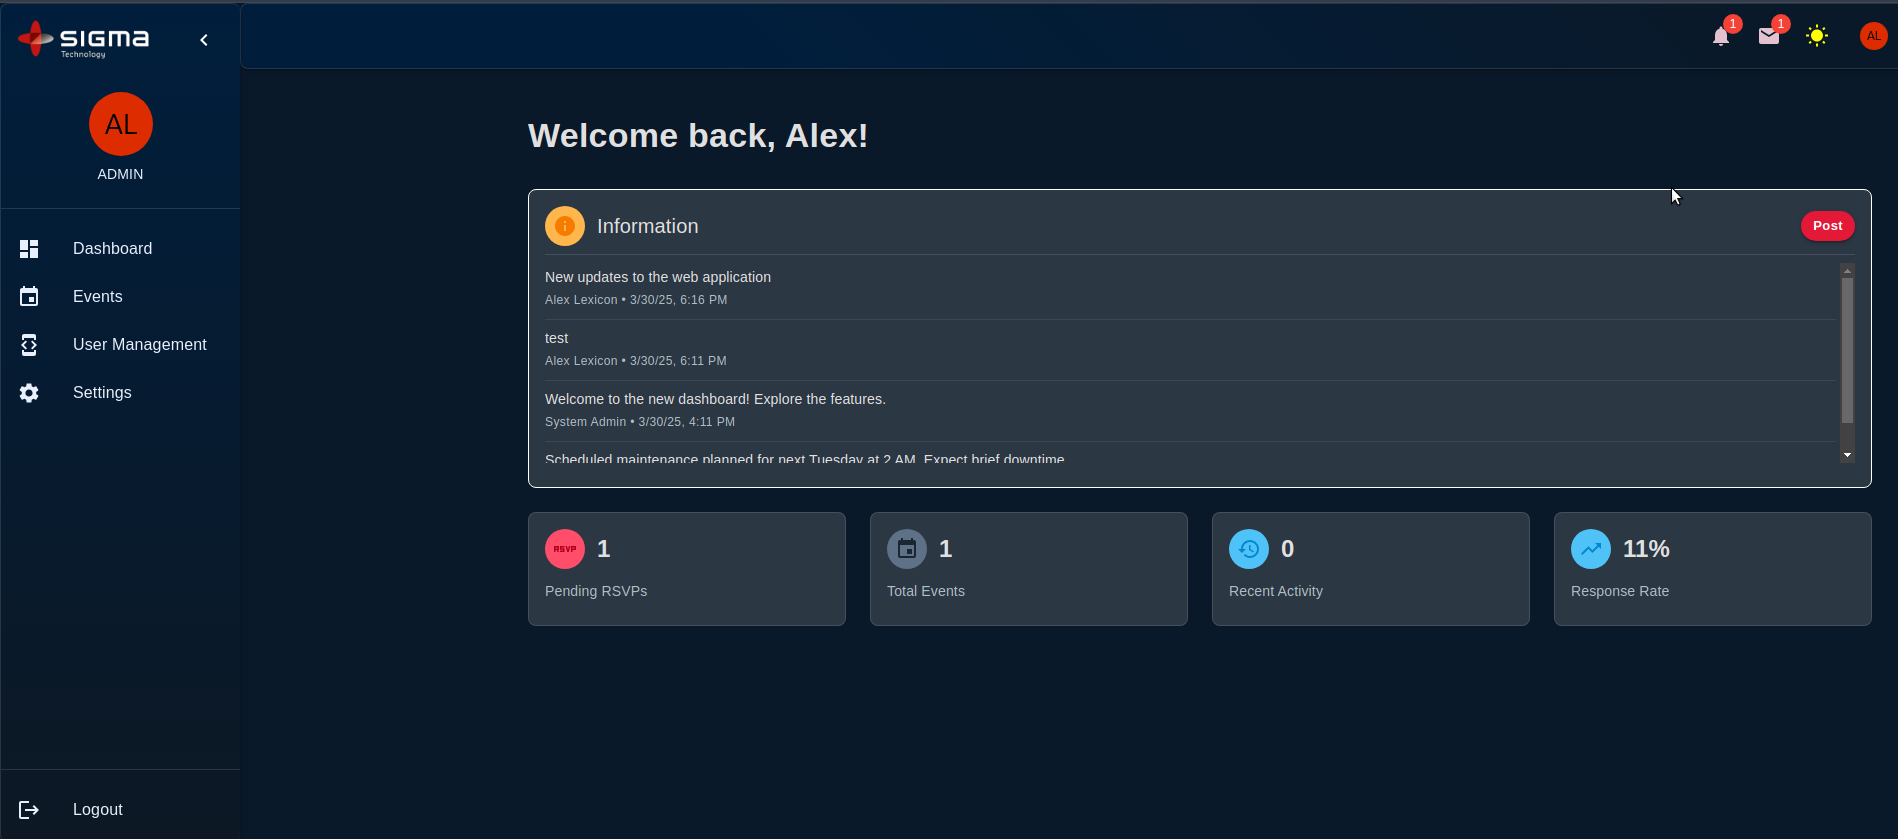 SIGMA
Technology
1
1
AL
AL
ADMIN
Dashboard
Events
User Management
Settings
Logout
Welcome back, Alex!
Information
Post
New updates to the web application
Alex Lexicon • 3/30/25, 6:16 PM
test
Alex Lexicon • 3/30/25, 6:11 PM
Welcome to the new dashboard! Explore the features.
System Admin • 3/30/25, 4:11 PM
Scheduled maintenance planned for next Tuesday at 2 AM. Expect brief downtime.
RSVP
1
Pending RSVPs
1
Total Events
0
Recent Activity
11%
Response Rate